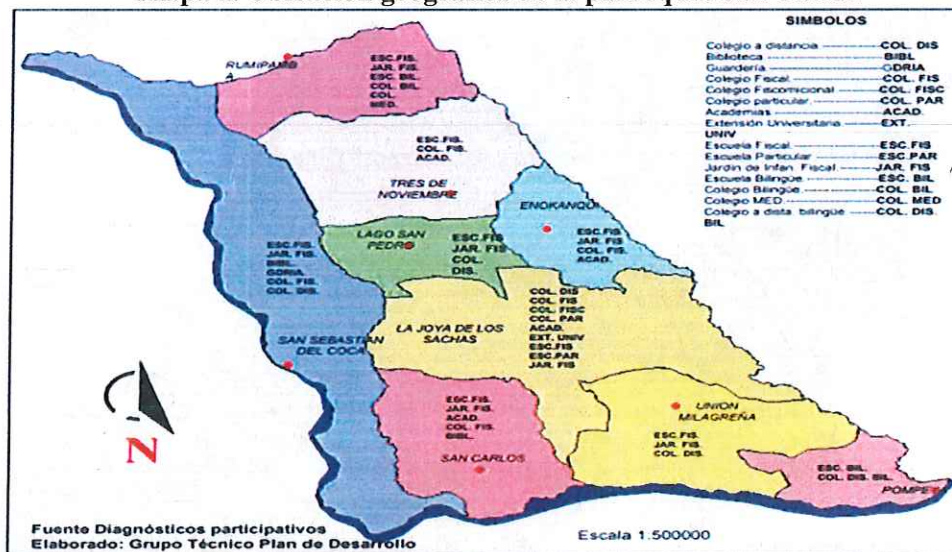 SIMBOLOS
Colegio a distancia COL. DIS
Biblioteca BIBL
Guardería GDRIA
Colegio Fiscal COL. FIS
Colegio Fiscomicional COL. FISC
Colegio particular COL. PAR
Academias ACAD.
Extensión Universitaria EXT.
UNIV
Escuela Fiscal ESC.FIS
Escuela Particular ESC.PAR
Jardin de Infan. Fiscal JAR. FIS
Escuela Bilingüe ESC. BIL
Colegio Bilingüe COL. BIL
Colegio MED COL. MED
Colegio a dista. bilingüe COL. DIS.
BIL
RUMIPAMB
A
ESC.FIS.
JAR. FIS.
ESC. BIL.
COL. BIL
COL.
MED.
ESC.FIS.
COL. FIS.
ACAD.
TRES DE
NOVIEMBRE
ENOKANQUI
ESC.FIS
JAR. FIS
COL. FIS
ACAD.
LAGO SAN
PEDRO
ESC.FIS
JAR. FIS
COL.
DIS.
ESC.FIS.
JAR. FIS.
BIBL.
GDRIA.
COL. FIS.
COL. DIS.
SAN SEBASTIAN
DEL COCA
LA JOYA DE LOS
SACHAS
COL. DIS
COL. FIS
COL. FISC
COL. PAR
ACAD.
EXT. UNIV
ESC.FIS
ESC.PAR
JAR. FIS
ESC.FIS.
JAR. FIS.
ACAD.
COL. FIS.
BIBL.
SAN CARLOS
UNION
MILAGREÑA
ESC.FIS.
JAR. FIS.
COL. DIS.
ESC. BIL.
COL. DIS. BIL.
POMPE
N
Fuente Diagnósticos participativos
Elaborado: Grupo Técnico Plan de Desarrollo
Escala 1:500000